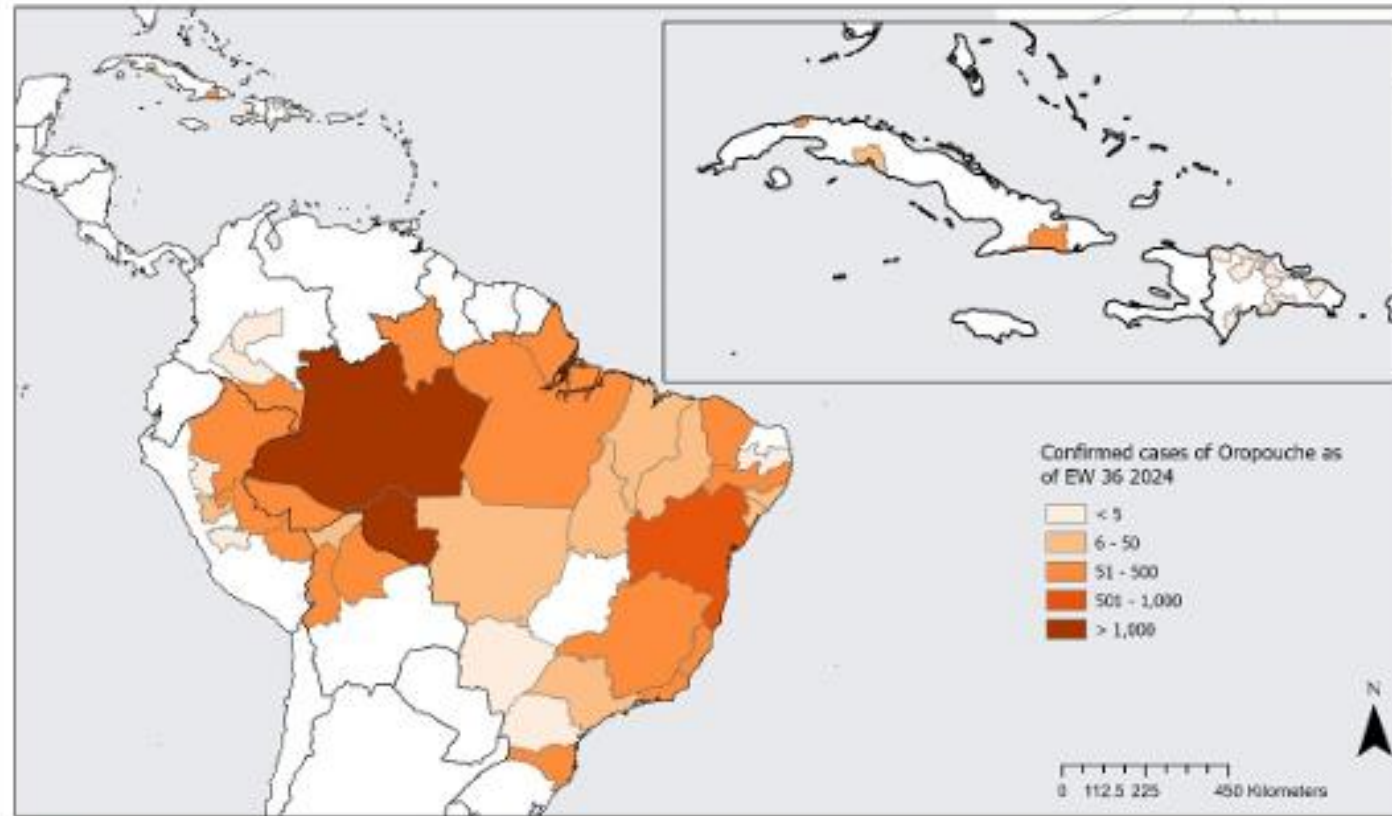 Confirmed cases of Oropouche as
of EW 36 2024
< 5
6 - 50
51 - 500
501 - 1,000
> 1,000
N
0 112.5 225 450 Kilometers